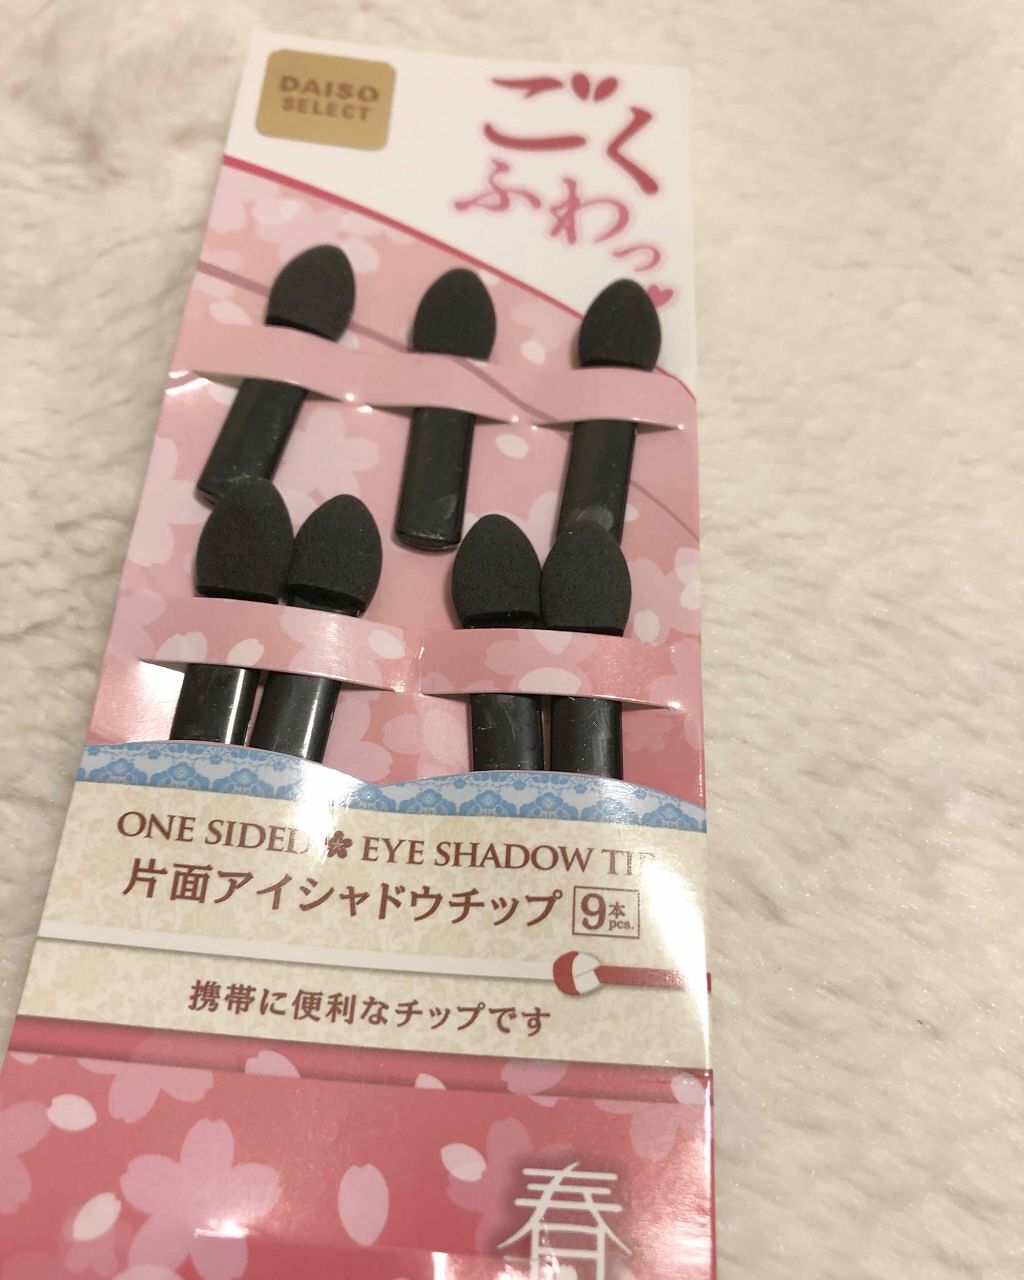 DAISO
SELECT
ごく
ふわっ
ONE SIDED EYE SHADOW TIP
片面アイシャドウチップ 9本 pcs.
携帯に便利なチップです
春